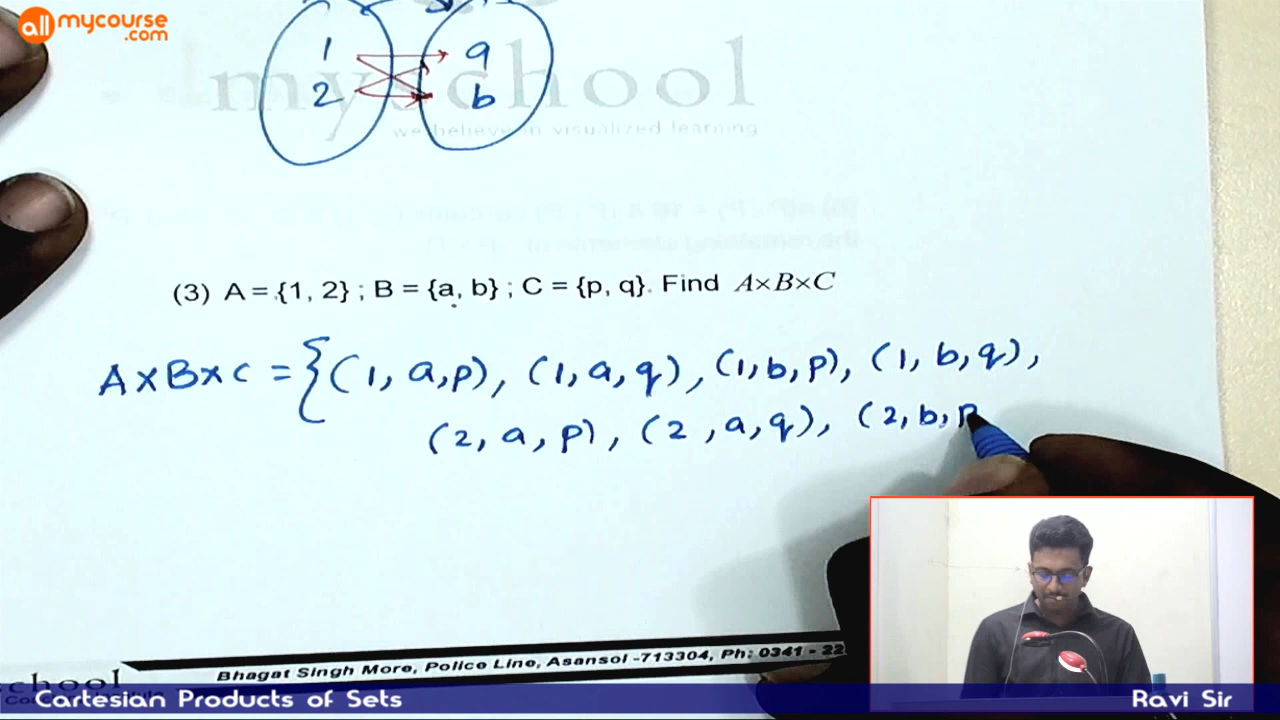 allmycourse
.com
1 a
2 b
myschool
we believe in visualized learning
(3) A = {1, 2} ; B = {a, b} ; C = {p, q}. Find A×B×C
A×B×C = {(1, a, p), (1, a, q), (1, b, p), (1, b, q),
(2, a, p), (2, a, q), (2, b, p
Bhagat Singh More, Police Line, Asansol -713304, Ph: 0341 - 22
Cartesian Products of Sets
Ravi Sir